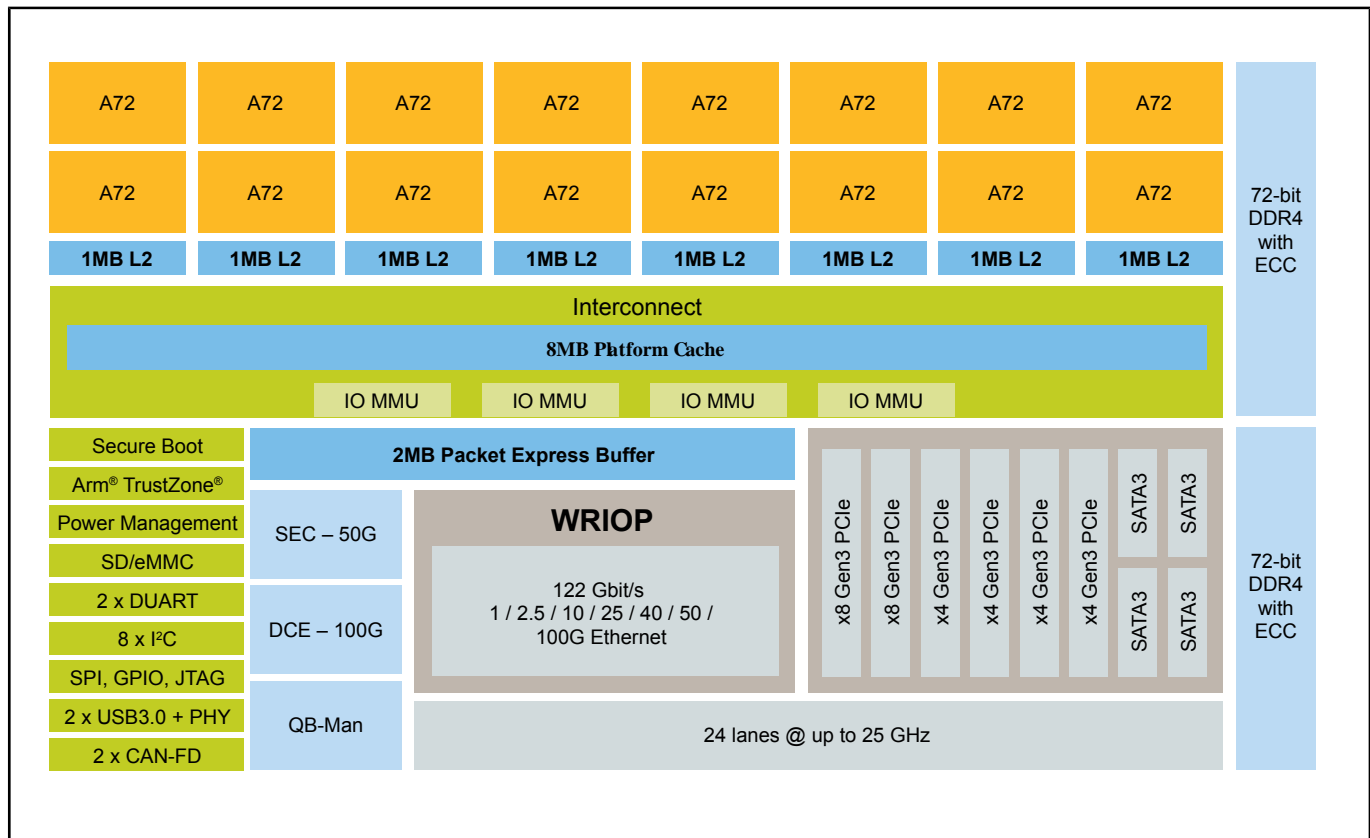 A72 A72 A72 A72 A72 A72 A72 A72
A72 A72 A72 A72 A72 A72 A72 A72
1MB L2 1MB L2 1MB L2 1MB L2 1MB L2 1MB L2 1MB L2 1MB L2
72-bit
DDR4
with
ECC
Interconnect
8MB Platform Cache
IO MMU IO MMU IO MMU IO MMU
Secure Boot
Arm® TrustZone®
Power Management
SD/eMMC
2 x DUART
8 x I²C
SPI, GPIO, JTAG
2 x USB3.0 + PHY
2 x CAN-FD
2MB Packet Express Buffer
SEC – 50G
DCE – 100G
QB-Man
WRIOP
122 Gbit/s
1 / 2.5 / 10 / 25 / 40 / 50 /
100G Ethernet
x8 Gen3 PCIe
x8 Gen3 PCIe
x4 Gen3 PCIe
x4 Gen3 PCIe
x4 Gen3 PCIe
x4 Gen3 PCIe
SATA3
SATA3
SATA3
SATA3
24 lanes @ up to 25 GHz
72-bit
DDR4
with
ECC